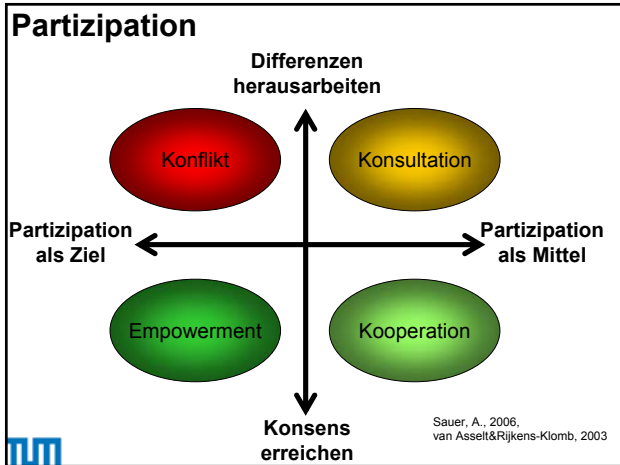 Partizipation
Differenzen
herausarbeiten
Konflikt
Konsultation
Partizipation
als Ziel
Partizipation
als Mittel
Empowerment
Kooperation
Konsens
erreichen
Sauer, A., 2006,
van Asselt&Rijkens-Klomb, 2003
TUM